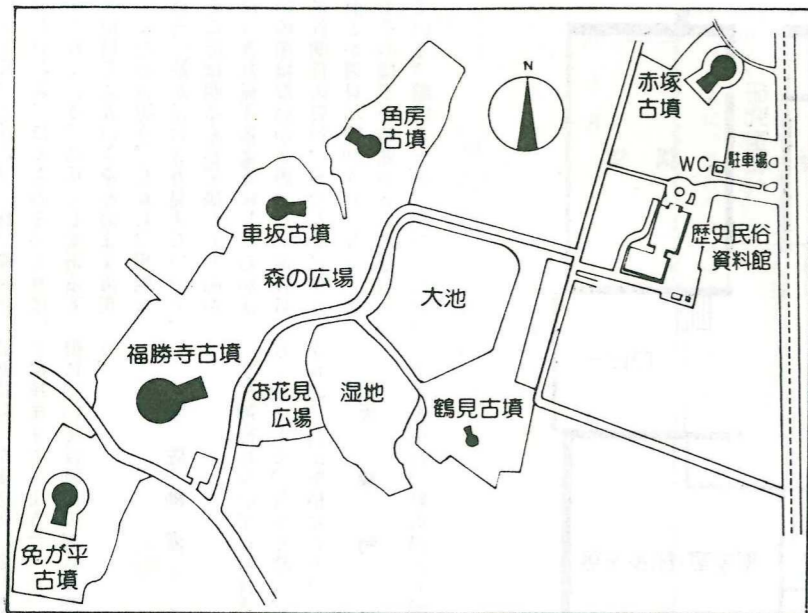 N
赤塚
古墳
角房
古墳
WC
駐車場
車坂古墳
歴史民俗
資料館
森の広場
大池
福勝寺古墳
お花見
広場
湿地
鶴見古墳
免が平
古墳